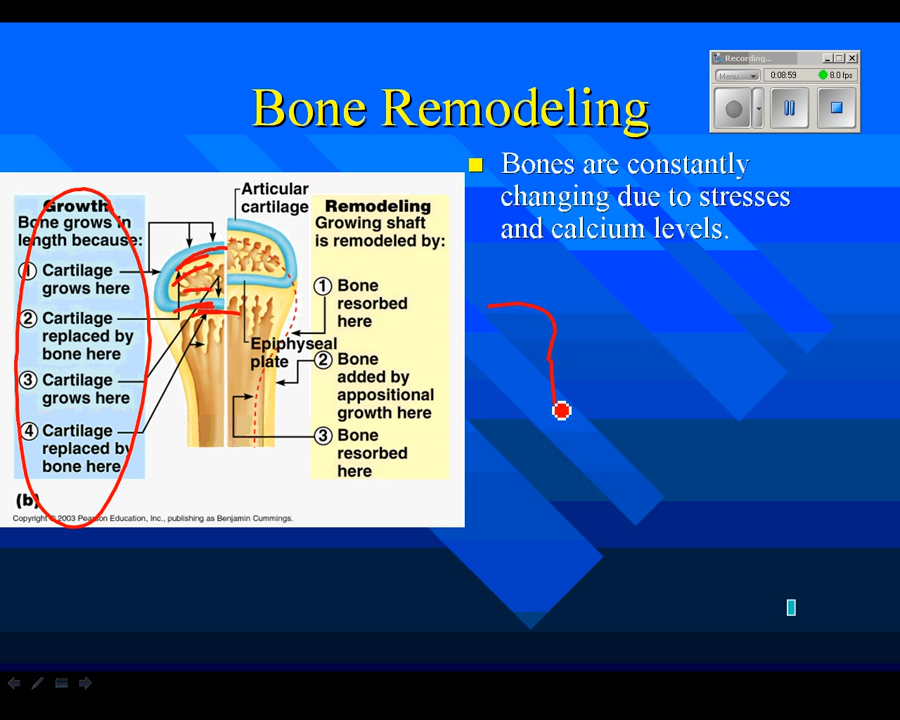 Recording...
Menu
0:08:59
8.0 fps
Bone Remodeling
Bones are constantly
changing due to stresses
and calcium levels.
Articular
cartilage
Growth
Bone grows in
length because:
1 Cartilage
grows here
2 Cartilage
replaced by
bone here
3 Cartilage
grows here
4 Cartilage
replaced by
bone here
Epiphyseal
plate
Remodeling
Growing shaft
is remodeled by:
1 Bone
resorbed
here
2 Bone
added by
appositional
growth here
3 Bone
resorbed
here
(b)
Copyright © 2003 Pearson Education, Inc., publishing as Benjamin Cummings.